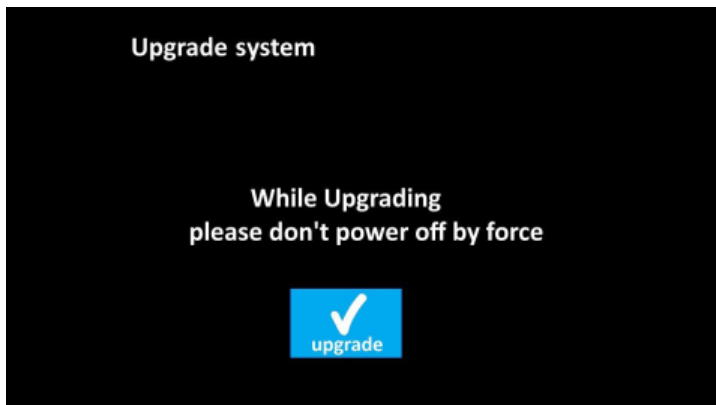 Upgrade system
While Upgrading
please don't power off by force
upgrade